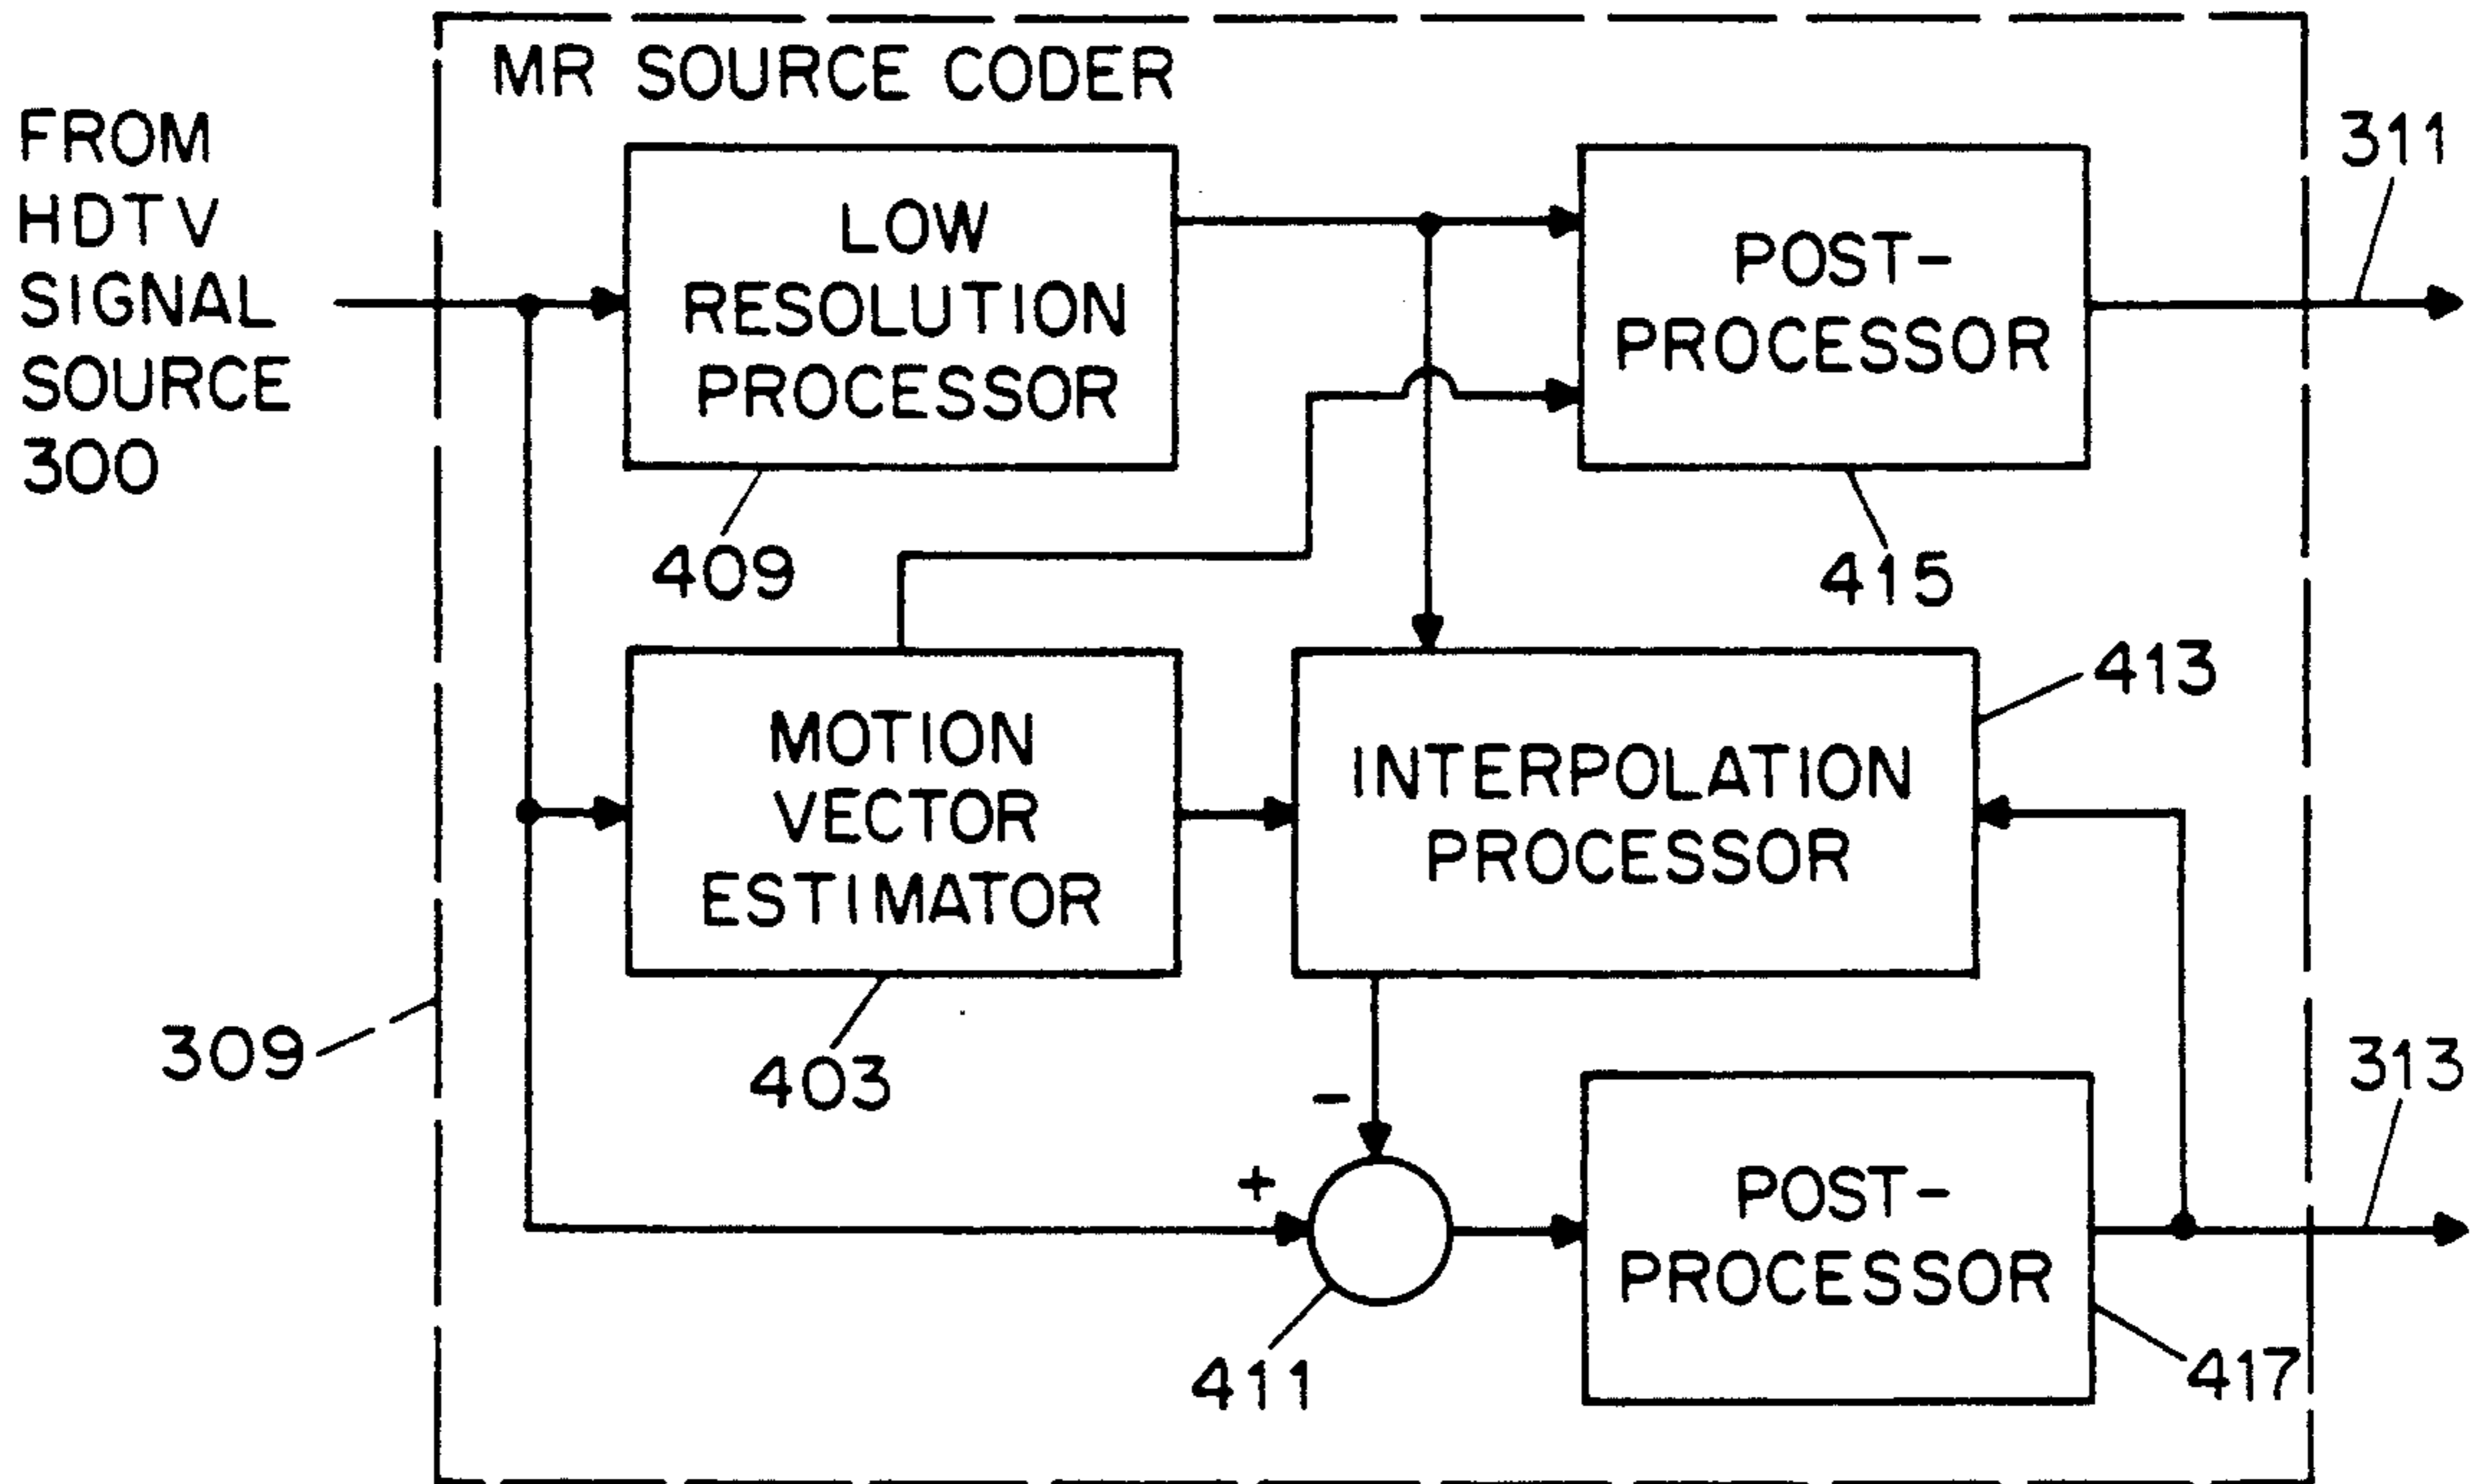 MR SOURCE CODER
FROM
HDTV
SIGNAL
SOURCE
300
LOW
RESOLUTION
PROCESSOR
409
POST-
PROCESSOR
415
311
MOTION
VECTOR
ESTIMATOR
403
INTERPOLATION
PROCESSOR
413
309
-
+
411
POST-
PROCESSOR
417
313